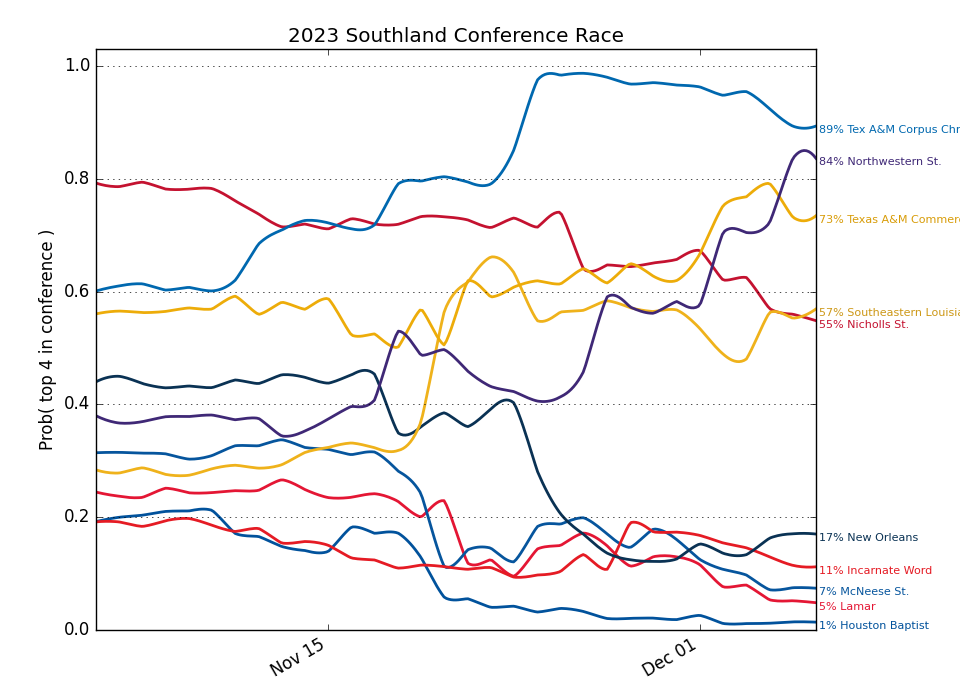 2023 Southland Conference Race
Prob( top 4 in conference )
1.0
0.8
0.6
0.4
0.2
0.0
Nov 15
Dec 01
89% Tex A&M Corpus Chr
84% Northwestern St.
73% Texas A&M Commerc
57% Southeastern Louisia
55% Nicholls St.
17% New Orleans
11% Incarnate Word
7% McNeese St.
5% Lamar
1% Houston Baptist